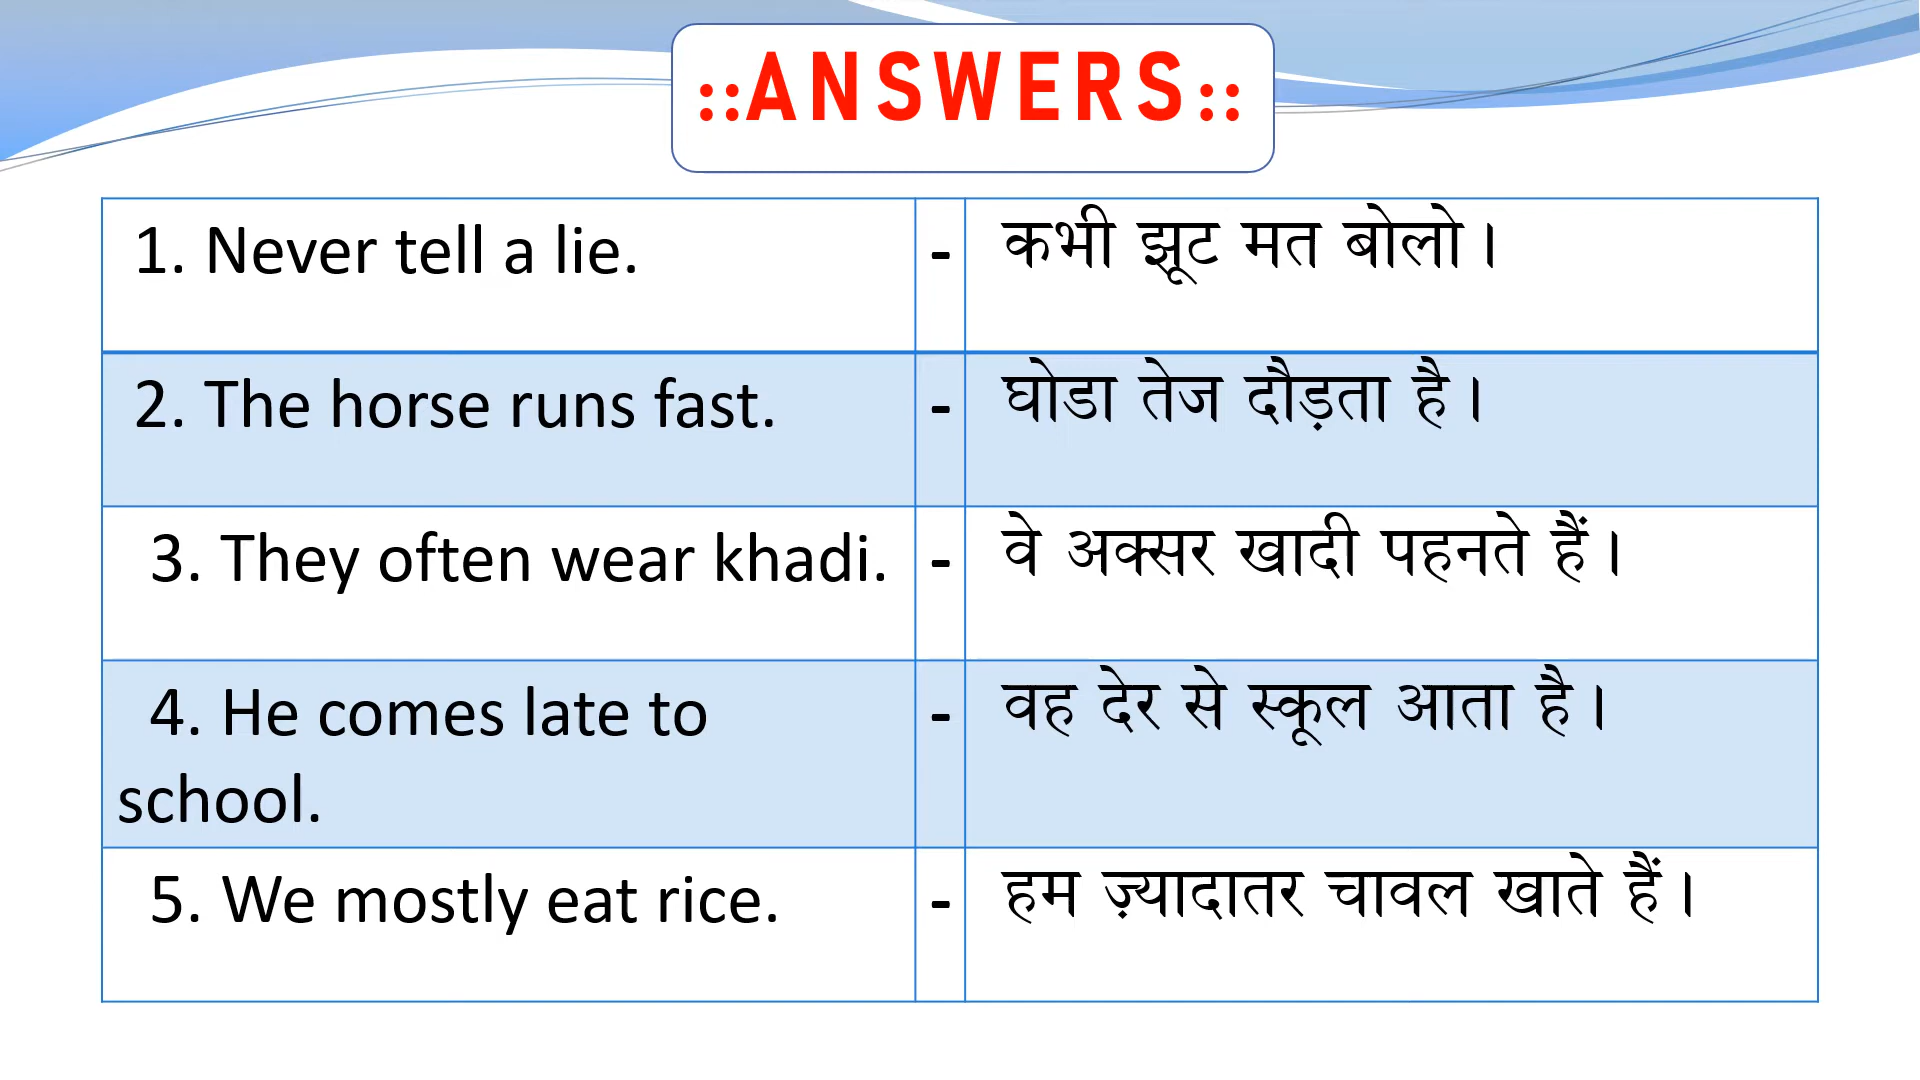 ::ANSWERS::
1. Never tell a lie. - कभी झूट मत बोलो।
2. The horse runs fast. - घोडा तेज दौड़ता है।
3. They often wear khadi. - वे अक्सर खादी पहनते हैं।
4. He comes late to - वह देर से स्कूल आता है।
school.
5. We mostly eat rice. - हम ज़्यादातर चावल खाते हैं।